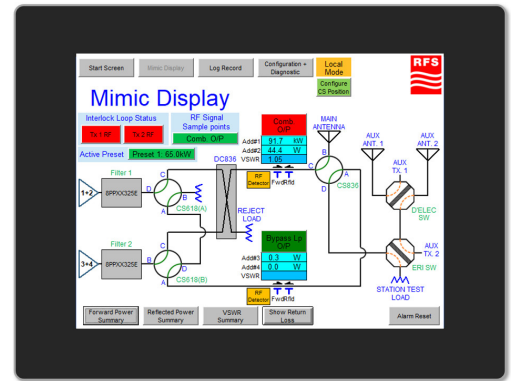 Start Screen
Mimic Display
Log Record
Configuration +
Diagnostic
Local
Mode
RFS
Configure
CS Position
Mimic Display
Interlock Loop Status
Tx 1 RF
Tx 2 RF
RF Signal
Sample points
Comb. O/P
Active Preset
Preset 1: 65.0kW
Comb.
O/P
Add#1 91.7 kW
Add#2 44.4 W
VSWR 1.05
MAIN
ANTENNA
AUX
ANT. 1
AUX
ANT. 2
AUX
TX. 1
Filter 1
1+2
8PPXX325E
C
D
B
A
CS618(A)
DC836
RF
Detector
Fwd Rfld
B
C
A
D
CS836
D'ELEC
SW
REJECT
LOAD
Bypass Lp
O/P
Add#3 0.3 W
Add#4 0.0 W
VSWR
AUX
TX. 2
ERI SW
Filter 2
3+4
8PPXX325E
C
B
D
A
CS618(B)
RF
Detector
Fwd Rfld
STATION TEST
LOAD
Forward Power
Summary
Reflected Power
Summary
VSWR
Summary
Show Return
Loss
Alarm Reset